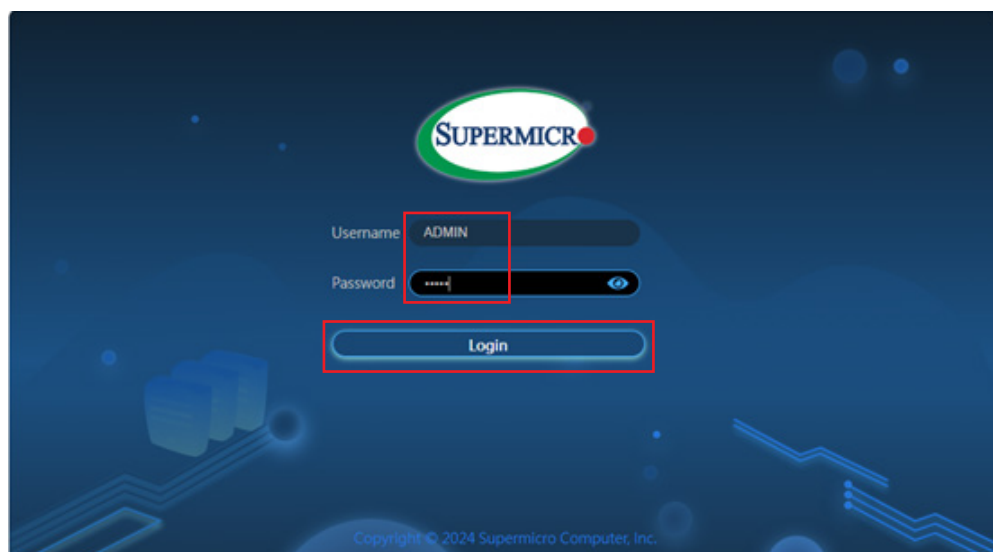 SUPERMICRO
Username ADMIN
Password •••••
Login
Copyright © 2024 Supermicro Computer, Inc.